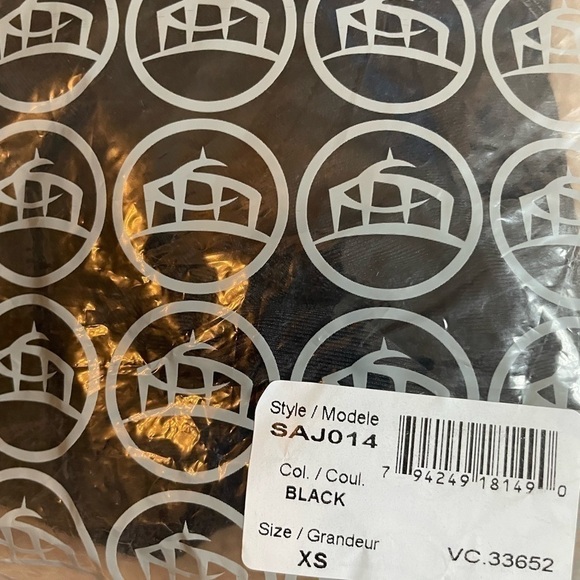 Style / Modele
SAJ014
7 94249 18149 0
Col. / Coul.
BLACK
Size / Grandeur
XS
VC.33652